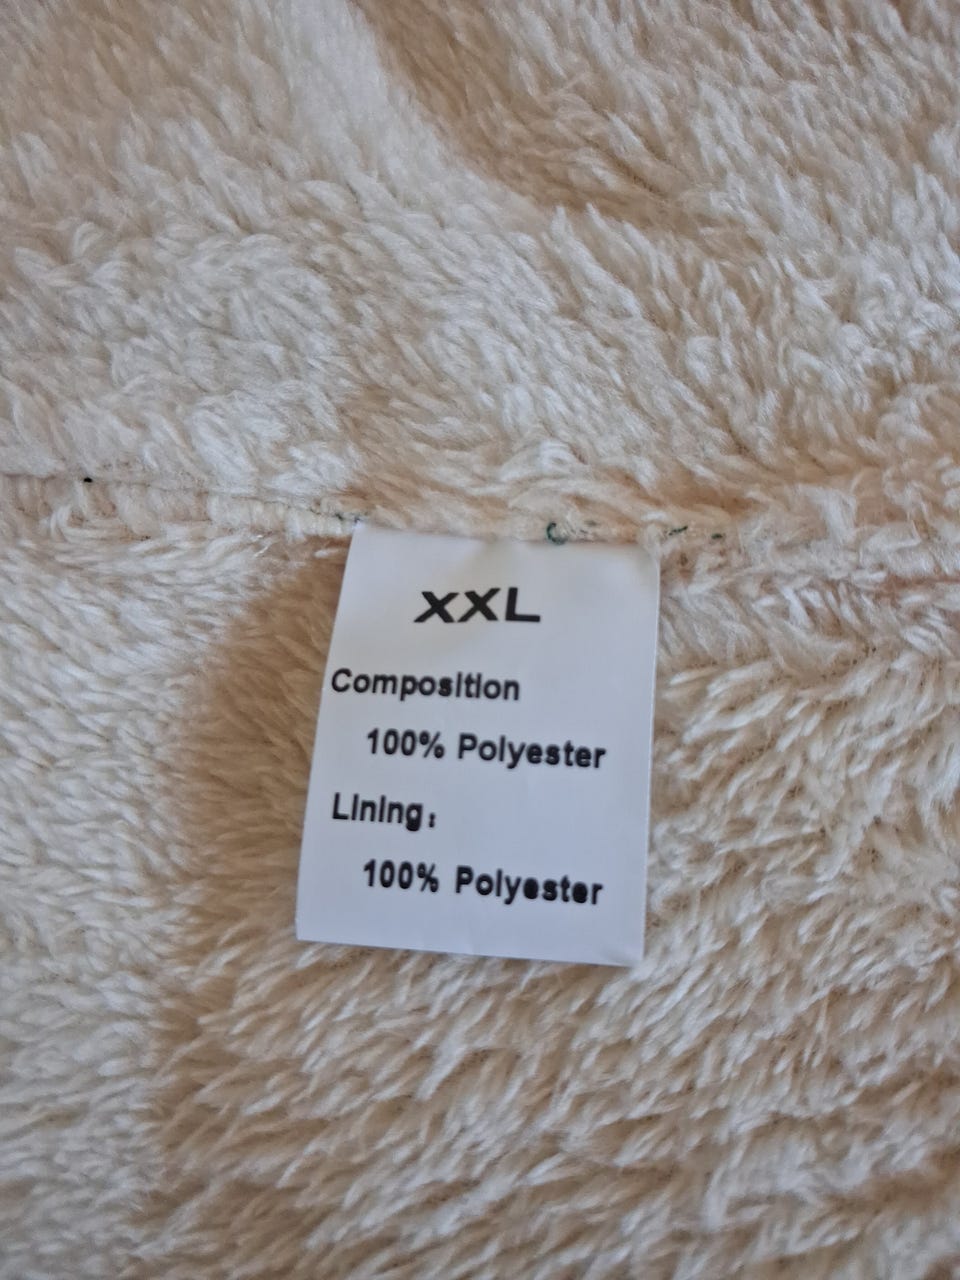 XXL
Composition
100% Polyester
Lining：
100% Polyester